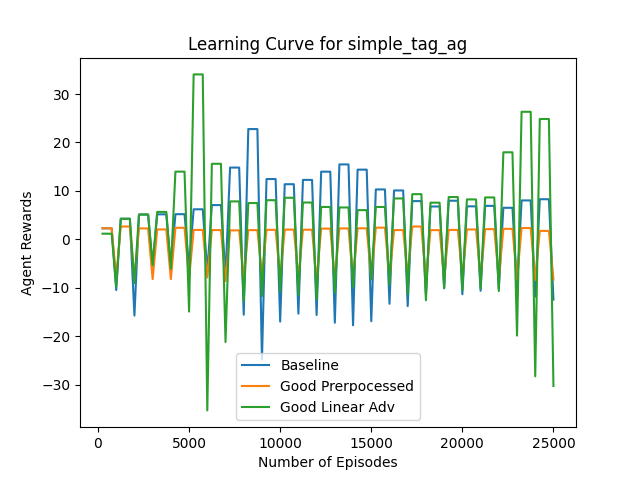 Learning Curve for simple_tag_ag
Agent Rewards
30
20
10
0
−10
−20
−30
Baseline
Good Prerpocessed
Good Linear Adv
0
5000
10000
15000
20000
25000
Number of Episodes